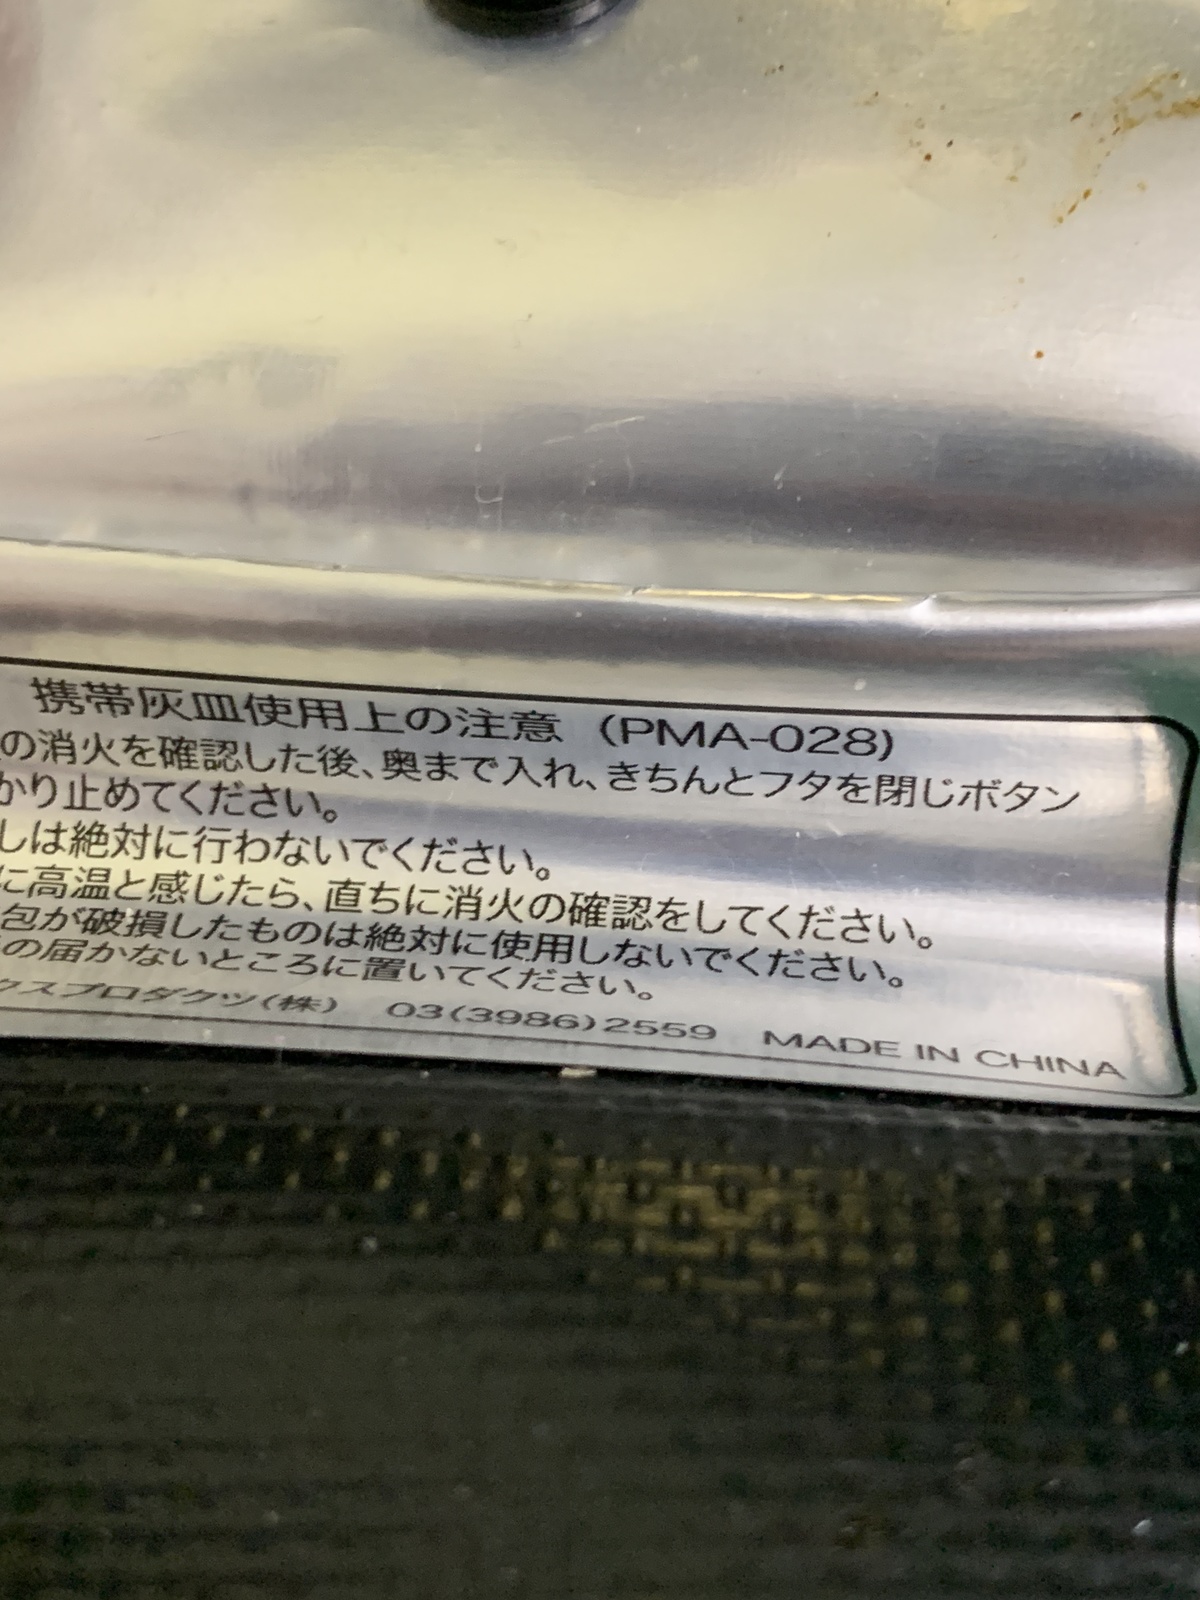 携帯灰皿使用上の注意 (PMA-028)
の消火を確認した後、奥まで入れ、きちんとフタを閉じボタン
かり止めてください。
しは絶対に行わないでください。
に高温と感じたら、直ちに消火の確認をしてください。
包が破損したものは絶対に使用しないでください。
の届かないところに置いてください。
クスプロダクツ(株) 03(3986)2559 MADE IN CHINA